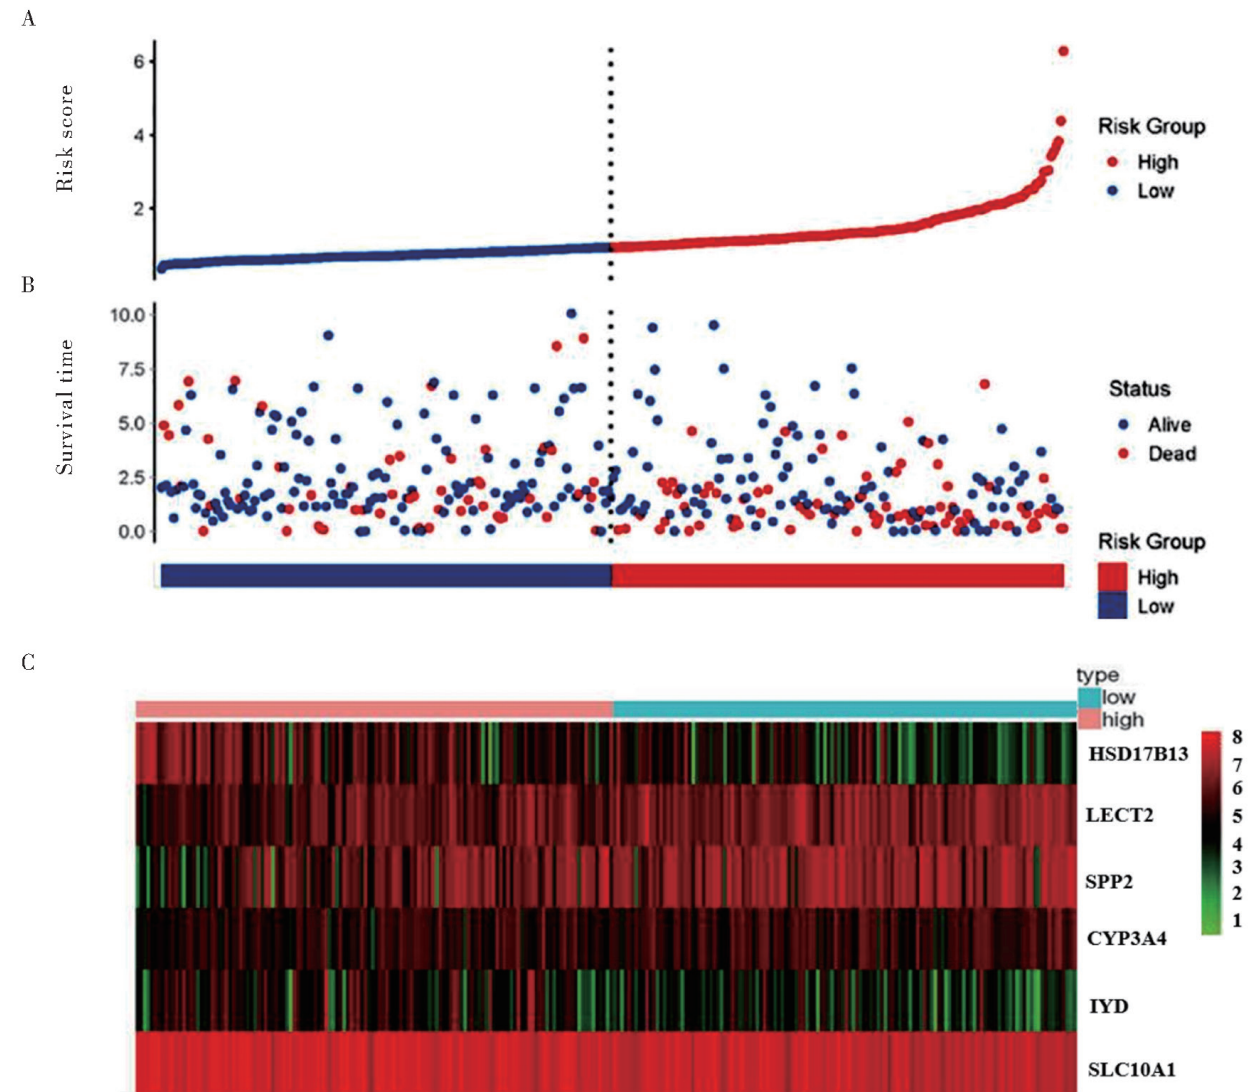 A
Risk score
6
4
2
Risk Group
High
Low
B
Survival time
10.0
7.5
5.0
2.5
0.0
Status
Alive
Dead
Risk Group
High
Low
C
type
low
high
HSD17B13
LECT2
SPP2
CYP3A4
IYD
SLC10A1
8
7
6
5
4
3
2
1